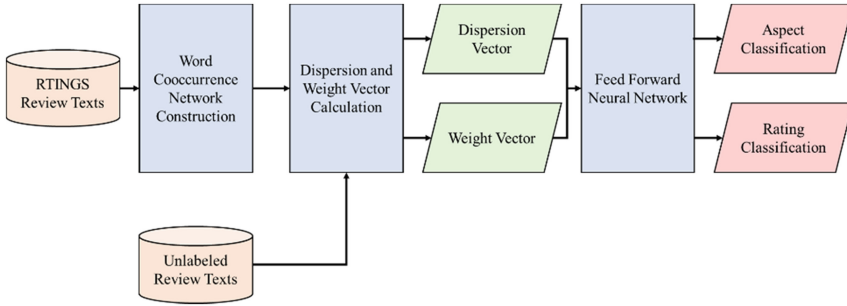 RTINGS
Review Texts
Word
Cooccurrence
Network
Construction
Dispersion and
Weight Vector
Calculation
Dispersion
Vector
Weight Vector
Feed Forward
Neural Network
Aspect
Classification
Rating
Classification
Unlabeled
Review Texts